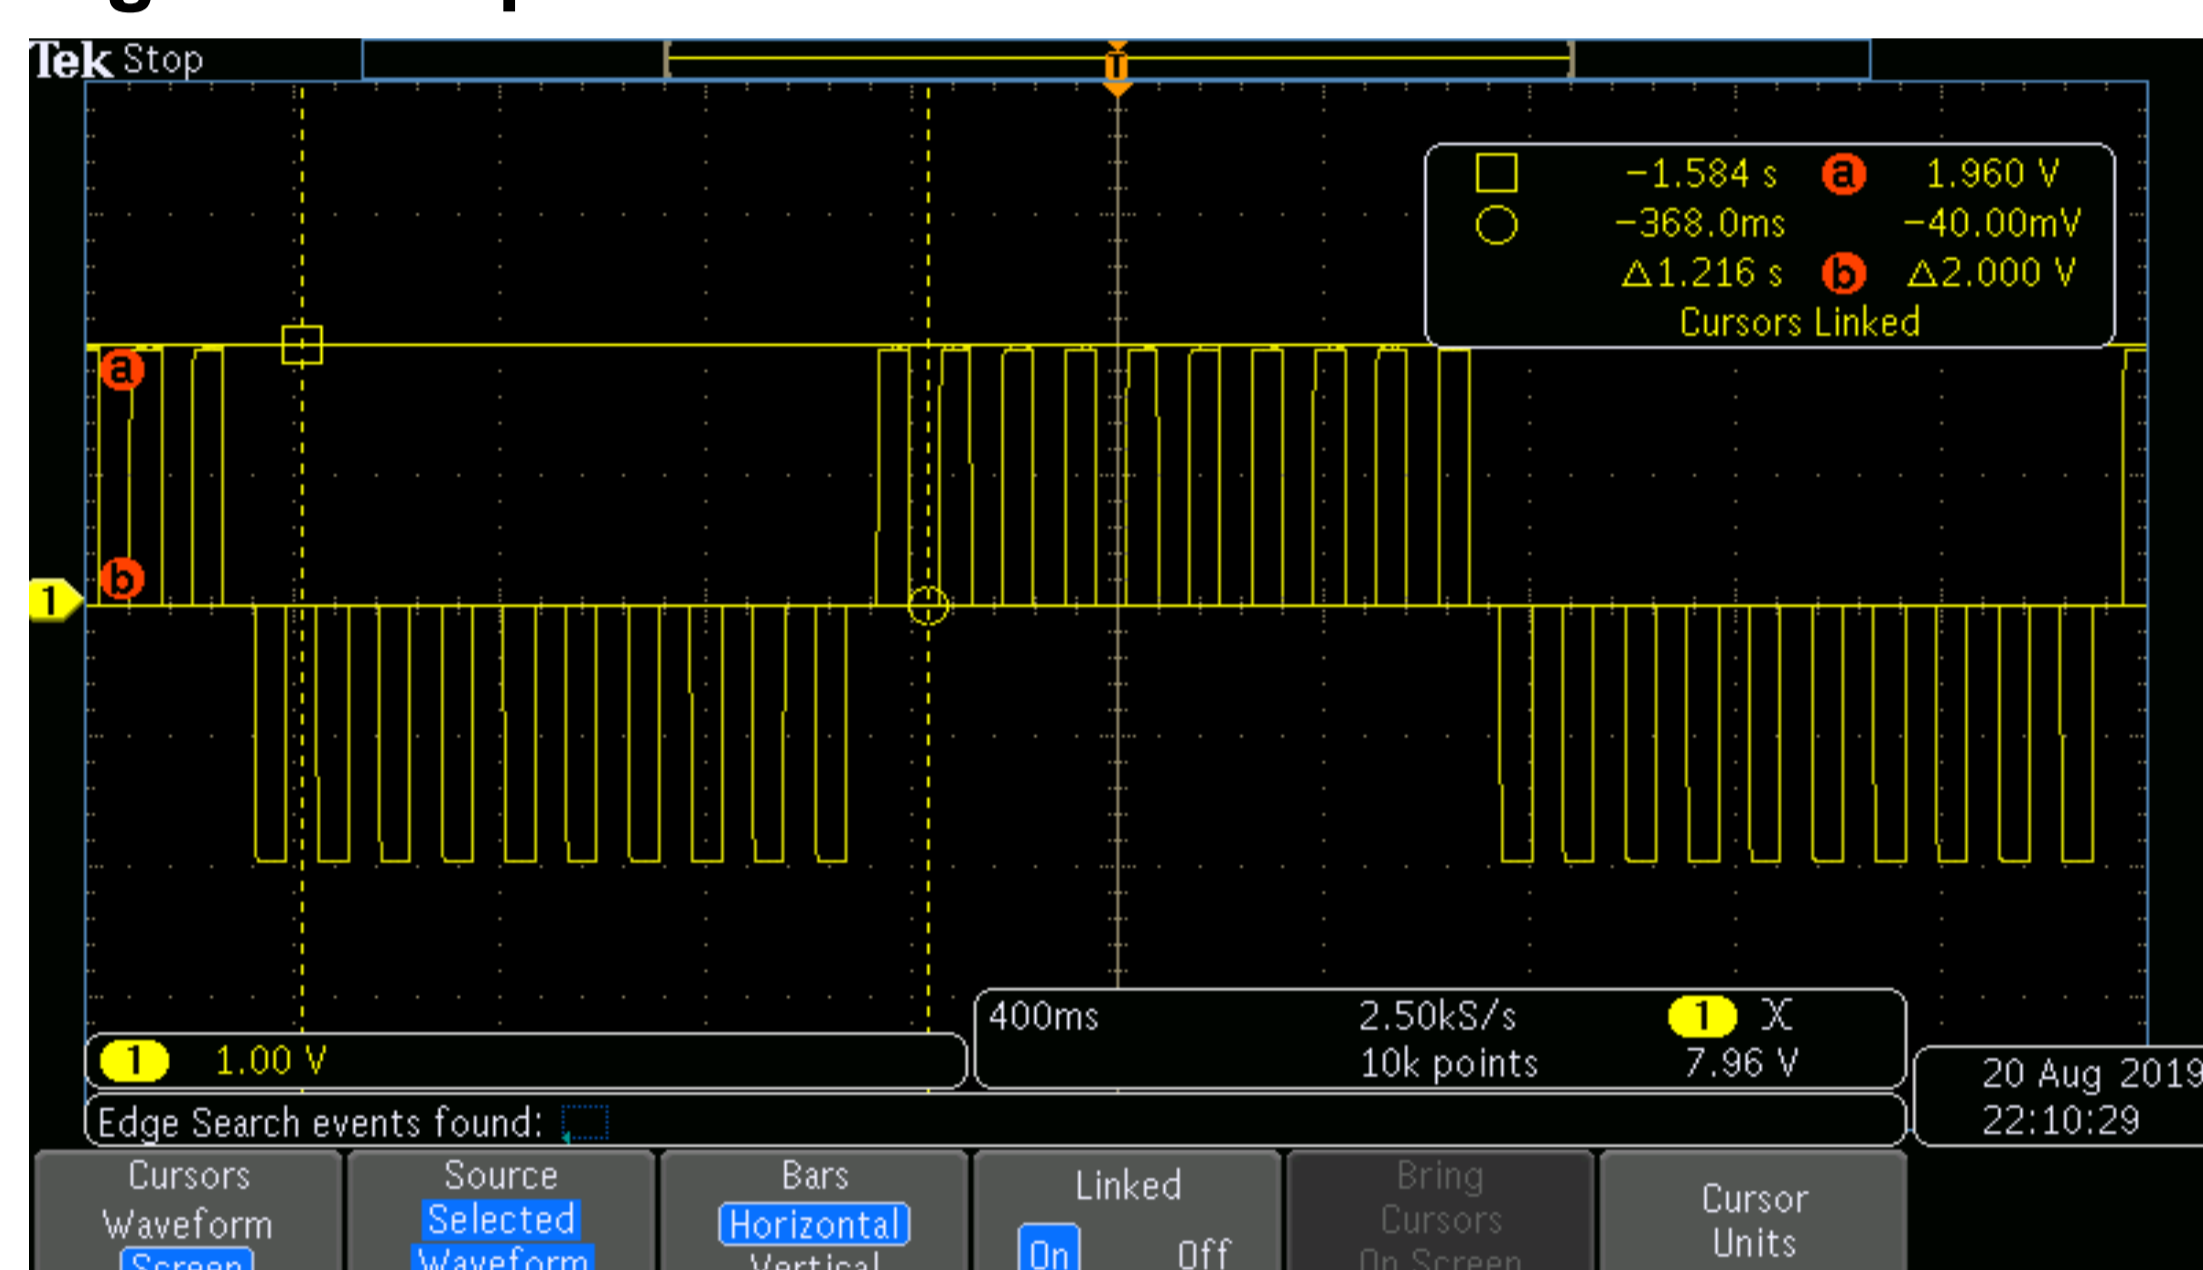 Tek Stop
T
−1.584 s a 1.960 V
−368.0ms −40.00mV
Δ1.216 s b Δ2.000 V
Cursors Linked
a
b
1
400ms 2.50kS/s 1
10k points 7.96 V
1 1.00 V
20 Aug 2019
22:10:29
Edge Search events found:
Cursors
Waveform
Screen
Source
Selected
Waveform
Bars
Horizontal
Vertical
Linked
On Off
Bring
Cursors
On Screen
Cursor
Units